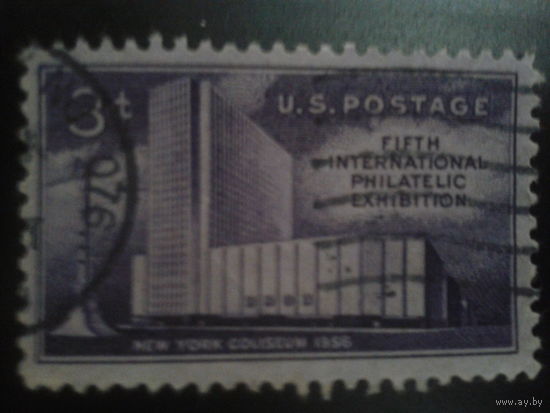 3¢
U.S. POSTAGE
FIFTH
INTERNATIONAL
PHILATELIC
EXHIBITION
NEW YORK COLISEUM 1956
www.ay.by